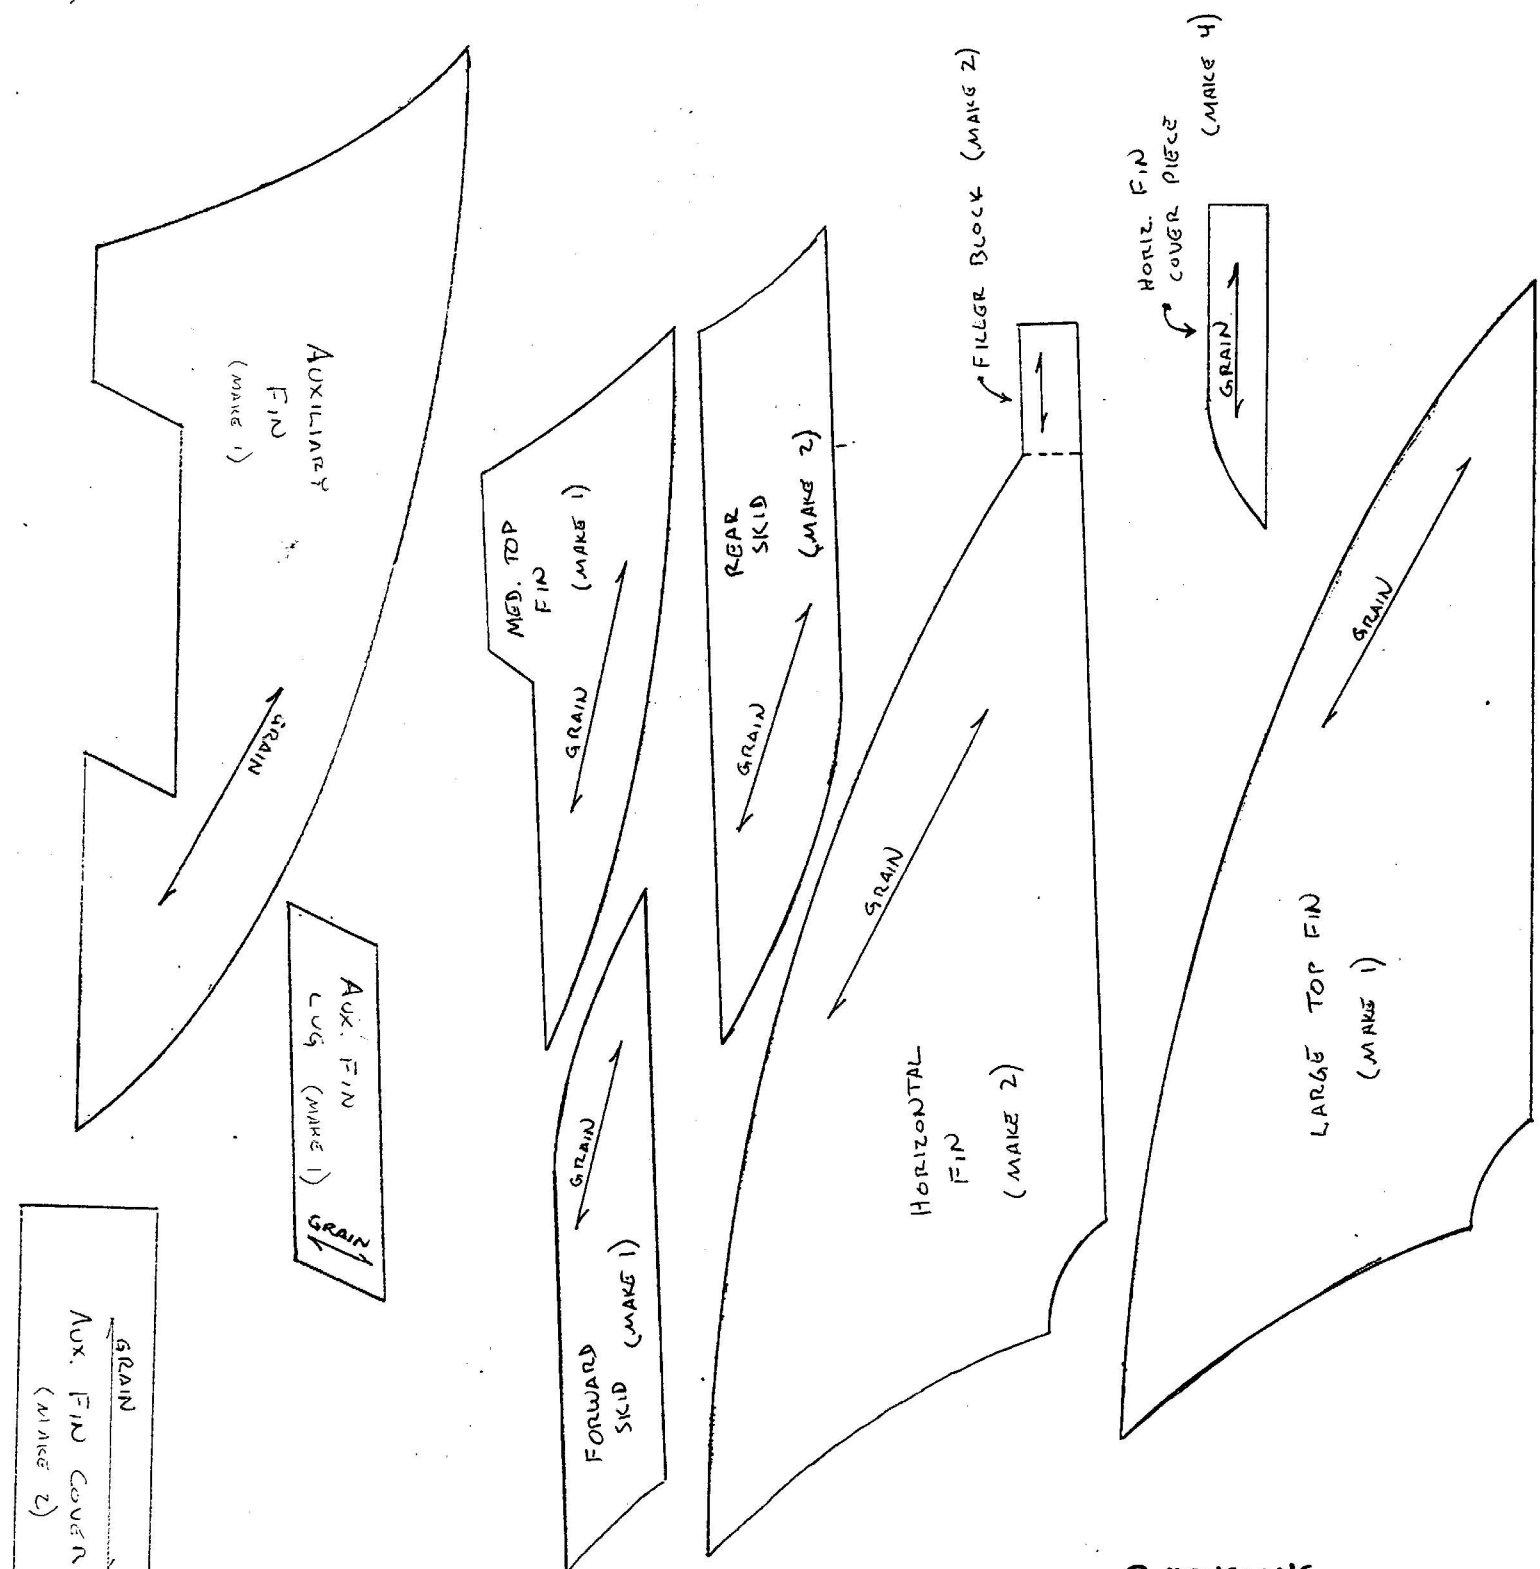 AUXILIARY
FIN
(MAKE 1)
GRAIN
AUX. FIN
LUG (MAKE 1)
GRAIN
GRAIN
AUX. FIN COVER
(MAKE 2)
MED. TOP
FIN
(MAKE 1)
GRAIN
REAR
SKID
(MAKE 2)
GRAIN
GRAIN
FORWARD
SKID
(MAKE 1)
FILLER BLOCK (MAKE 2)
GRAIN
HORIZONTAL
FIN
(MAKE 2)
HORIZ. FIN
COVER PIECE
(MAKE 4)
GRAIN
GRAIN
LARGE TOP FIN
(MAKE 1)